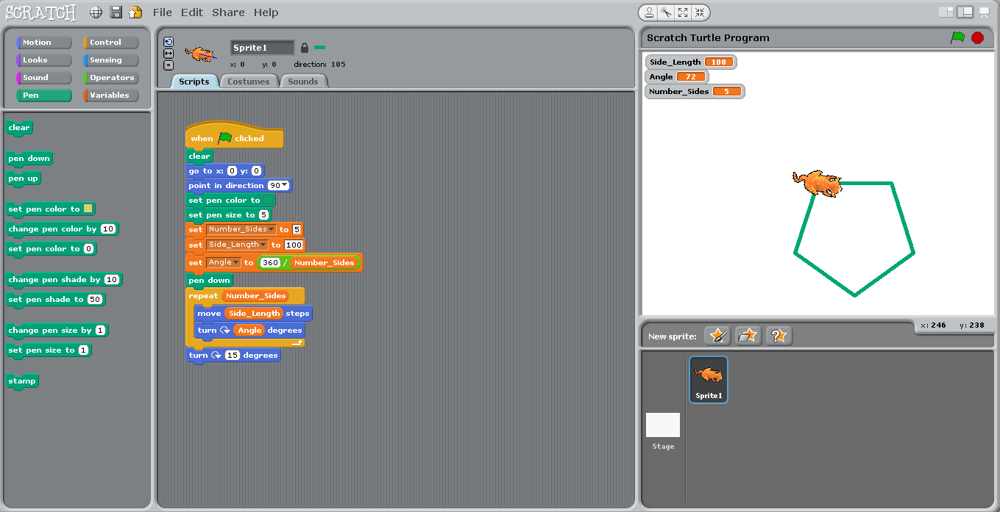 SCRATCH File Edit Share Help
Motion Control
Looks Sensing
Sound Operators
Pen Variables
clear
pen down
pen up
set pen color to
change pen color by 10
set pen color to 0
change pen shade by 10
set pen shade to 50
change pen size by 1
set pen size to 1
stamp
Sprite1
x: 0 y: 0 direction: 105
Scripts Costumes Sounds
when clicked
clear
go to x: 0 y: 0
point in direction 90
set pen color to
set pen size to 5
set Number_Sides to 5
set Side_Length to 100
set Angle to 360 / Number_Sides
pen down
repeat Number_Sides
move Side_Length steps
turn Angle degrees
turn 15 degrees
Scratch Turtle Program
Side_Length 100
Angle 72
Number_Sides 5
x: 246 y: 238
New sprite:
Sprite1
Stage